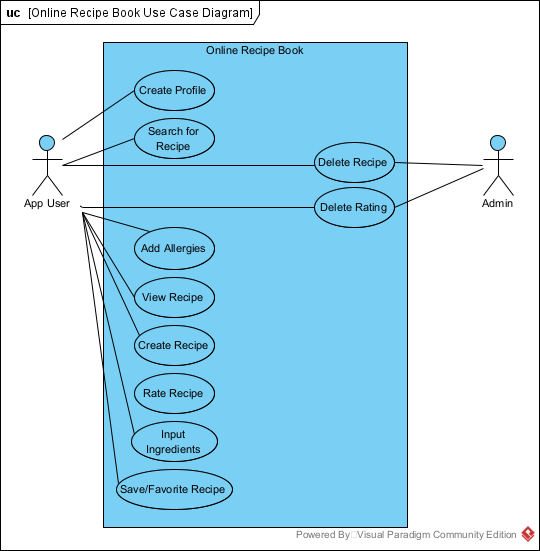 uc [Online Recipe Book Use Case Diagram]
Online Recipe Book
Create Profile
Search for
Recipe
Delete Recipe
App User
Admin
Delete Rating
Add Allergies
View Recipe
Create Recipe
Rate Recipe
Input
Ingredients
Save/Favorite Recipe
Powered By□Visual Paradigm Community Edition